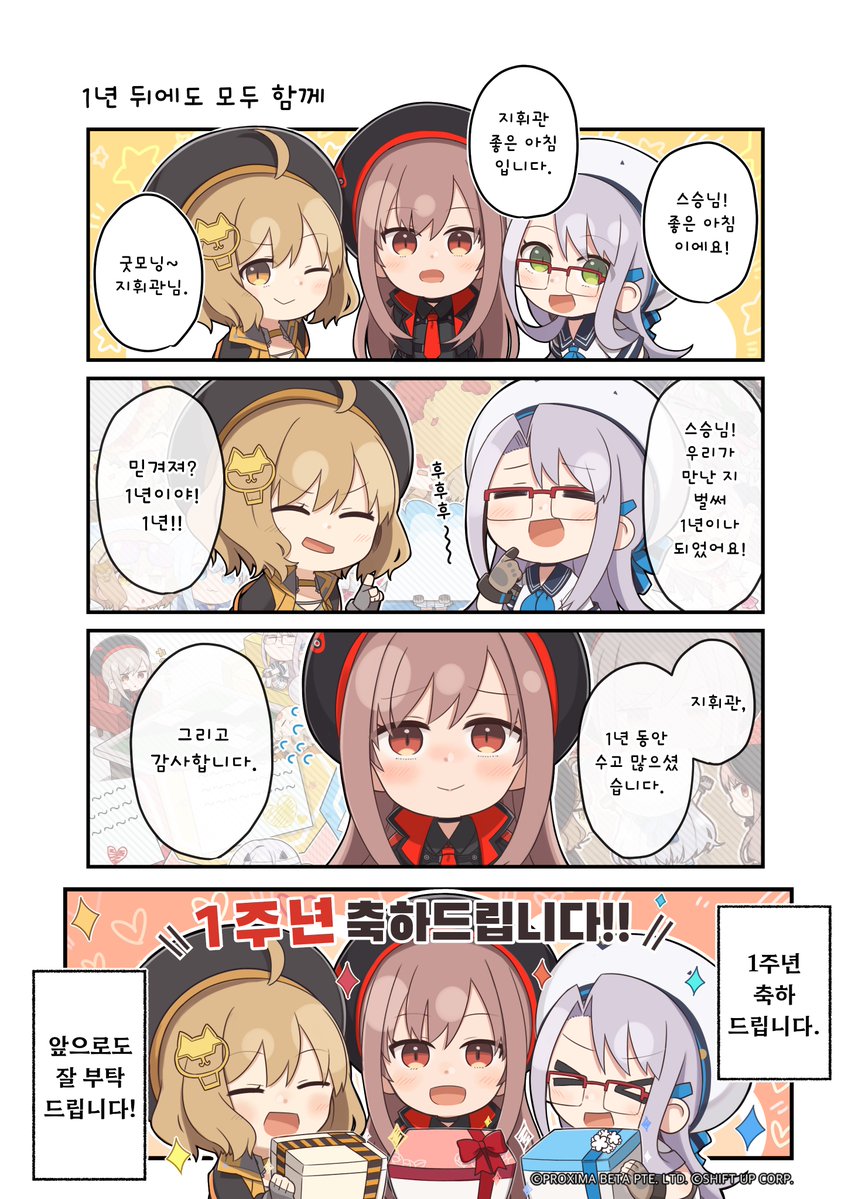 1년 뒤에도 모두 함께
지휘관
좋은 아침
입니다.
스승님!
좋은 아침
이에요!
굿모닝~
지휘관님.
스승님!
우리가
만난 지
벌써
1년이나
되었어요!
후후후
믿겨져?
1년이야!
1년!!
지휘관,
1년 동안
수고 많으셨
습니다.
그리고
감사합니다.
1주년 축하드립니다!!
1주년
축하
드립니다.
앞으로도
잘 부탁
드립니다!
©PROXIMA BETA PTE. LTD. ©SHIFT UP CORP.